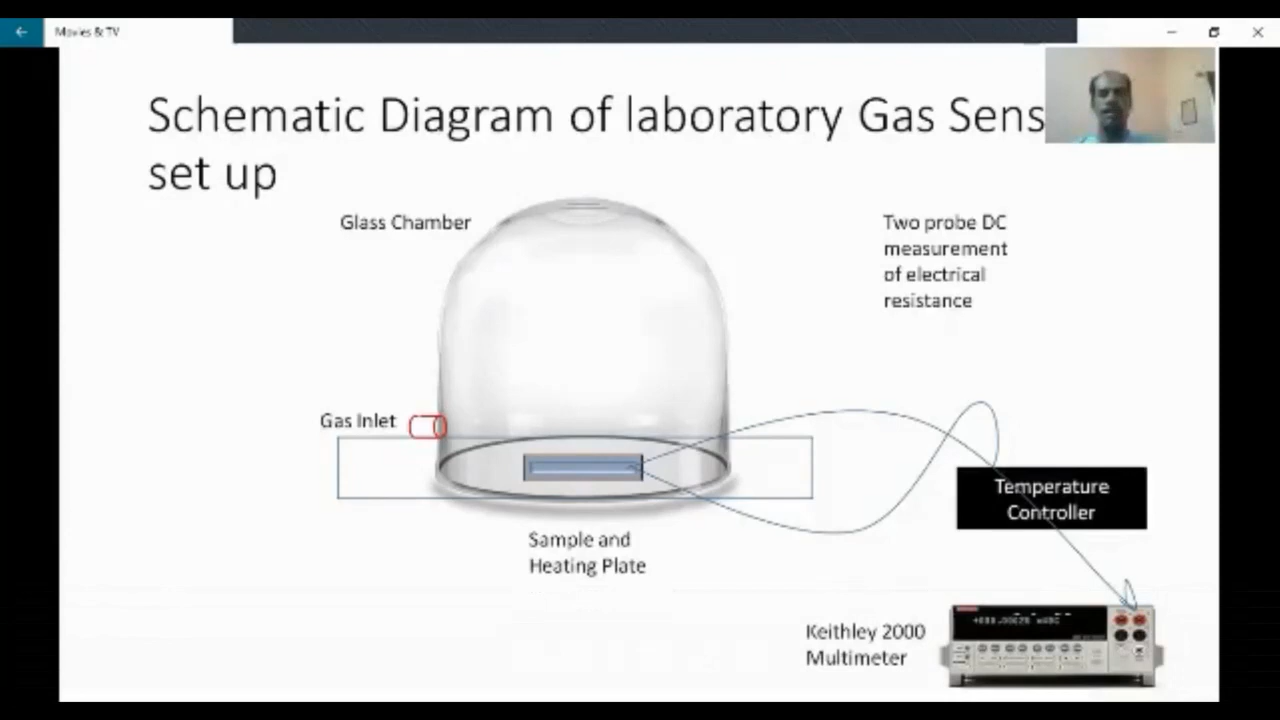 Movies & TV
Schematic Diagram of laboratory Gas Sens
set up
Glass Chamber
Two probe DC
measurement
of electrical
resistance
Gas Inlet
Temperature
Controller
Sample and
Heating Plate
Keithley 2000
Multimeter